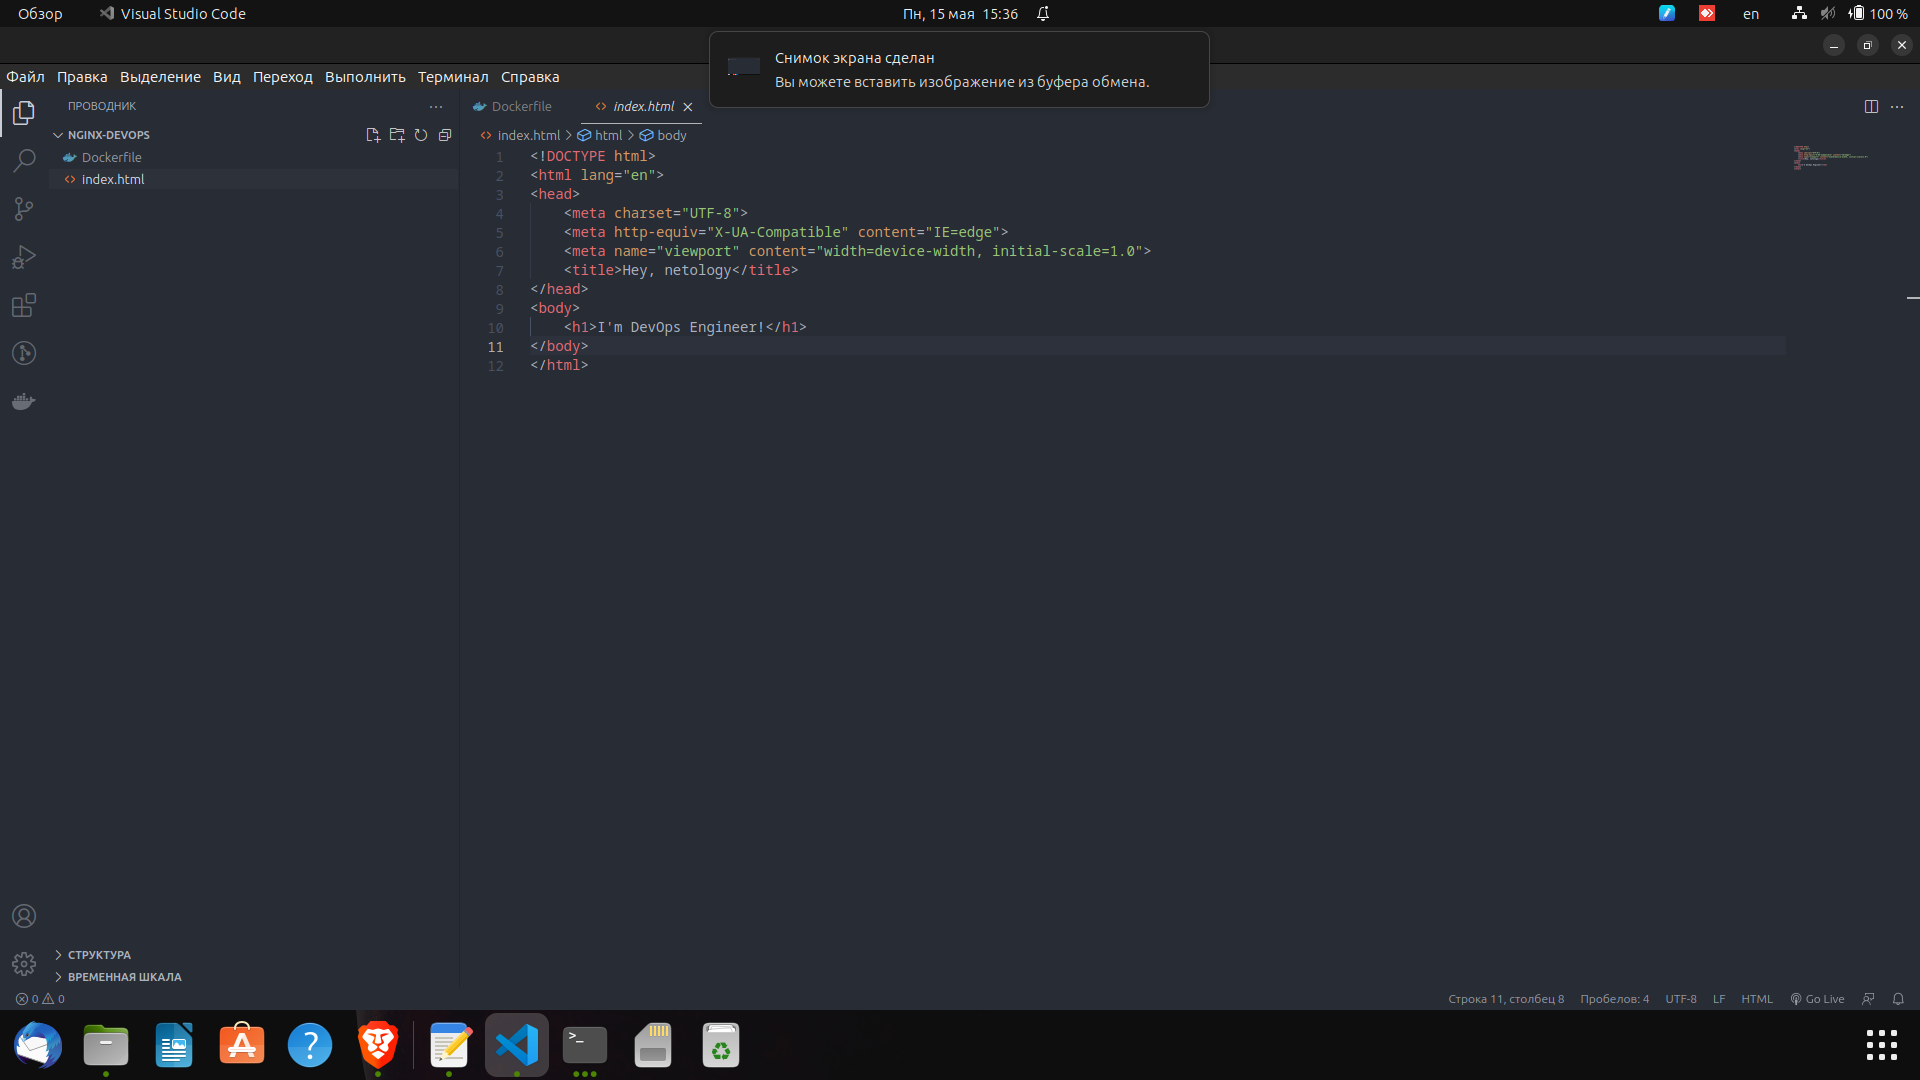 Обзор
Visual Studio Code
Пн, 15 мая 15:36
en
100 %
Снимок экрана сделан
Вы можете вставить изображение из буфера обмена.
Файл Правка Выделение Вид Переход Выполнить Терминал Справка
ПРОВОДНИК
NGINX-DEVOPS
Dockerfile
index.html
Dockerfile
index.html
index.html > html > body
1 <!DOCTYPE html>
2 <html lang="en">
3 <head>
4 <meta charset="UTF-8">
5 <meta http-equiv="X-UA-Compatible" content="IE=edge">
6 <meta name="viewport" content="width=device-width, initial-scale=1.0">
7 <title>Hey, netology</title>
8 </head>
9 <body>
10 <h1>I'm DevOps Engineer!</h1>
11 </body>
12 </html>
СТРУКТУРА
ВРЕМЕННАЯ ШКАЛА
0 0
Строка 11, столбец 8 Пробелов: 4 UTF-8 LF HTML Go Live